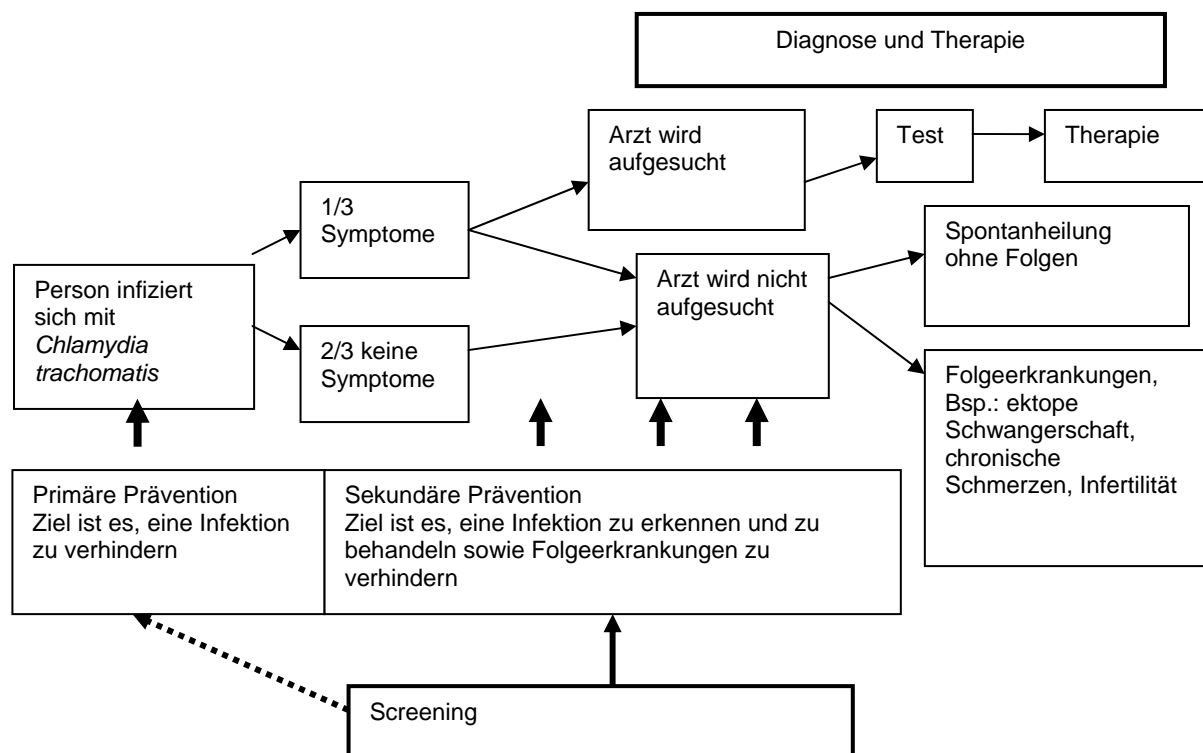 Diagnose und Therapie
Arzt wird
aufgesucht
Test
Therapie
1/3
Symptome
Spontanheilung
ohne Folgen
Person infiziert
sich mit
Chlamydia
trachomatis
Arzt wird nicht
aufgesucht
2/3 keine
Symptome
Folgeerkrankungen,
Bsp.: ektope
Schwangerschaft,
chronische
Schmerzen, Infertilität
Primäre Prävention
Ziel ist es, eine Infektion
zu verhindern
Sekundäre Prävention
Ziel ist es, eine Infektion zu erkennen und zu
behandeln sowie Folgeerkrankungen zu
verhindern
Screening